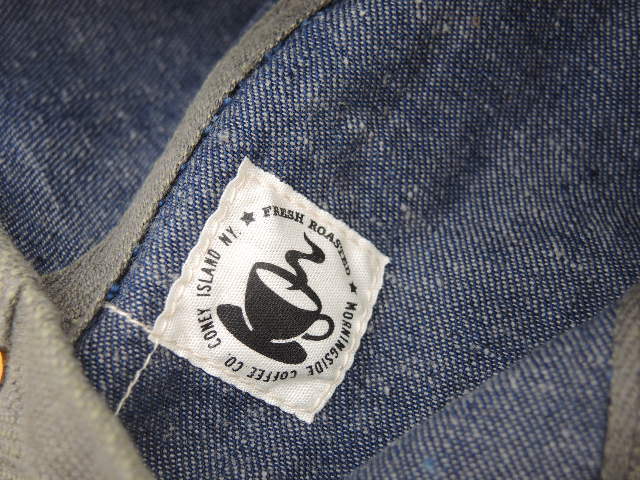 ★ FRESH ROASTED ★
MORNINGSIDE COFFEE CO. CONEY ISLAND NY.